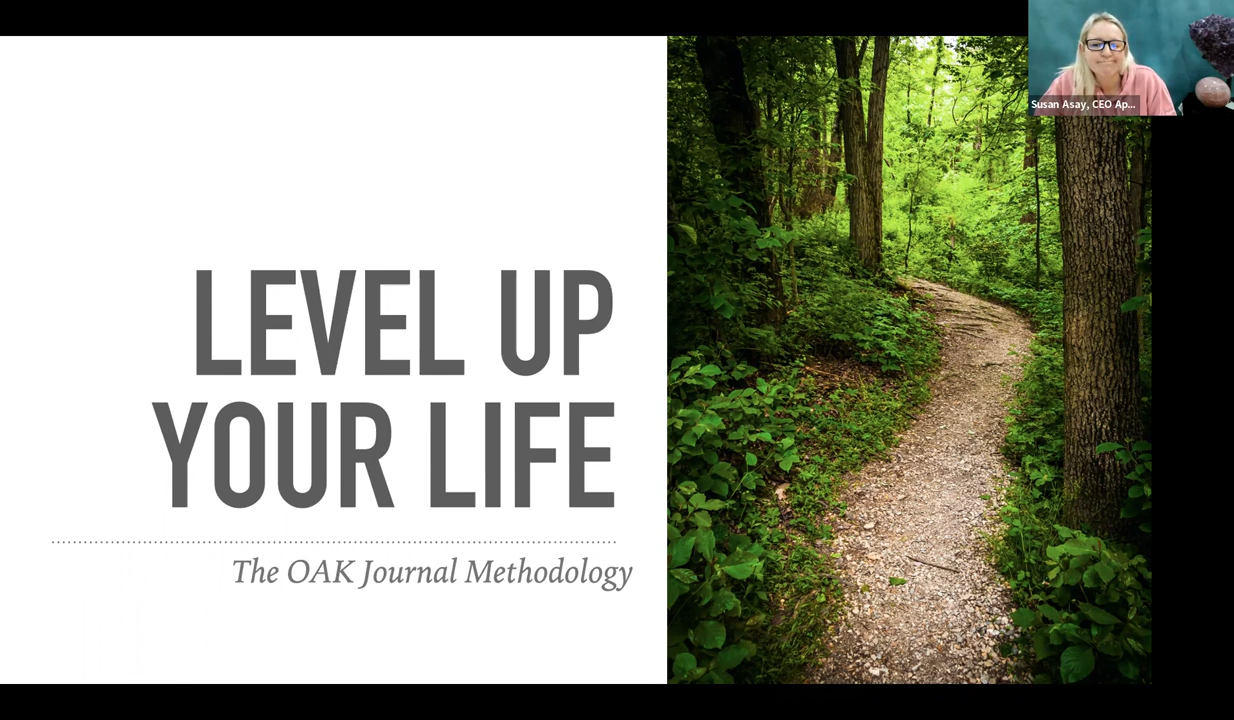 Susan Asay, CEO Ap...
LEVEL UP
YOUR LIFE
The OAK Journal Methodology